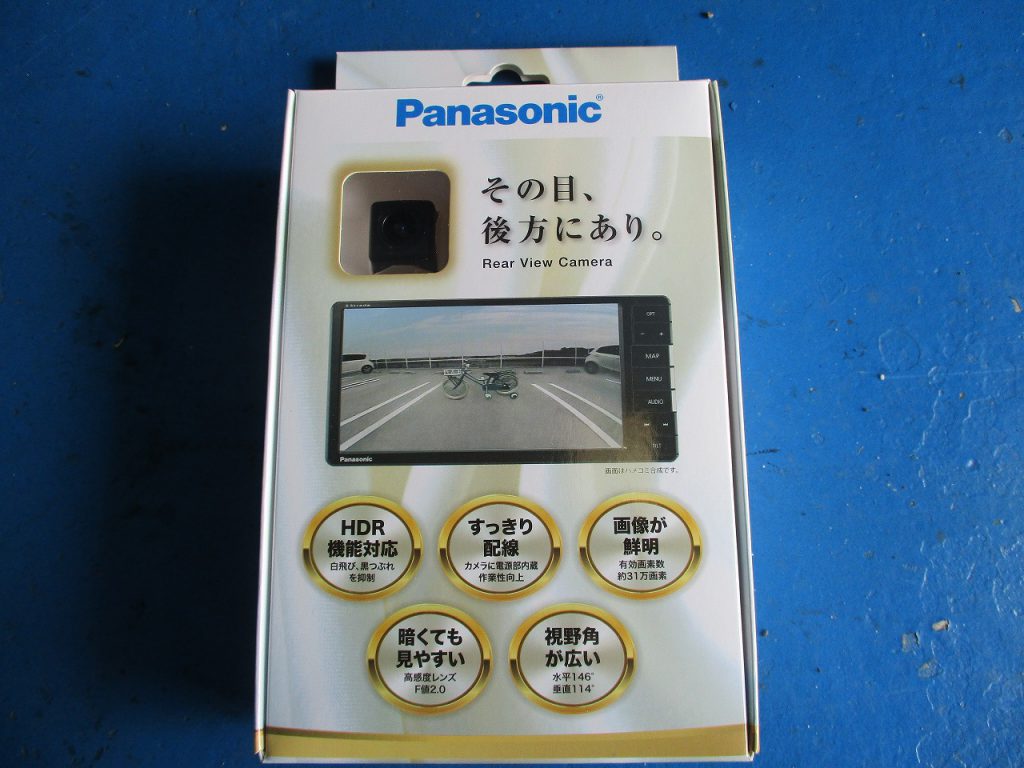 Panasonic®
その目、
後方にあり。
Rear View Camera
OPT
− +
MAP
MENU
AUDIO
TILT
Panasonic
画面はハメコミ合成です。
HDR
機能対応
白飛び、黒つぶれ
を抑制
すっきり
配線
カメラに電源部内蔵
作業性向上
画像が
鮮明
有効画素数
約31万画素
暗くても
見やすい
高感度レンズ
F値2.0
視野角
が広い
水平146°
垂直114°